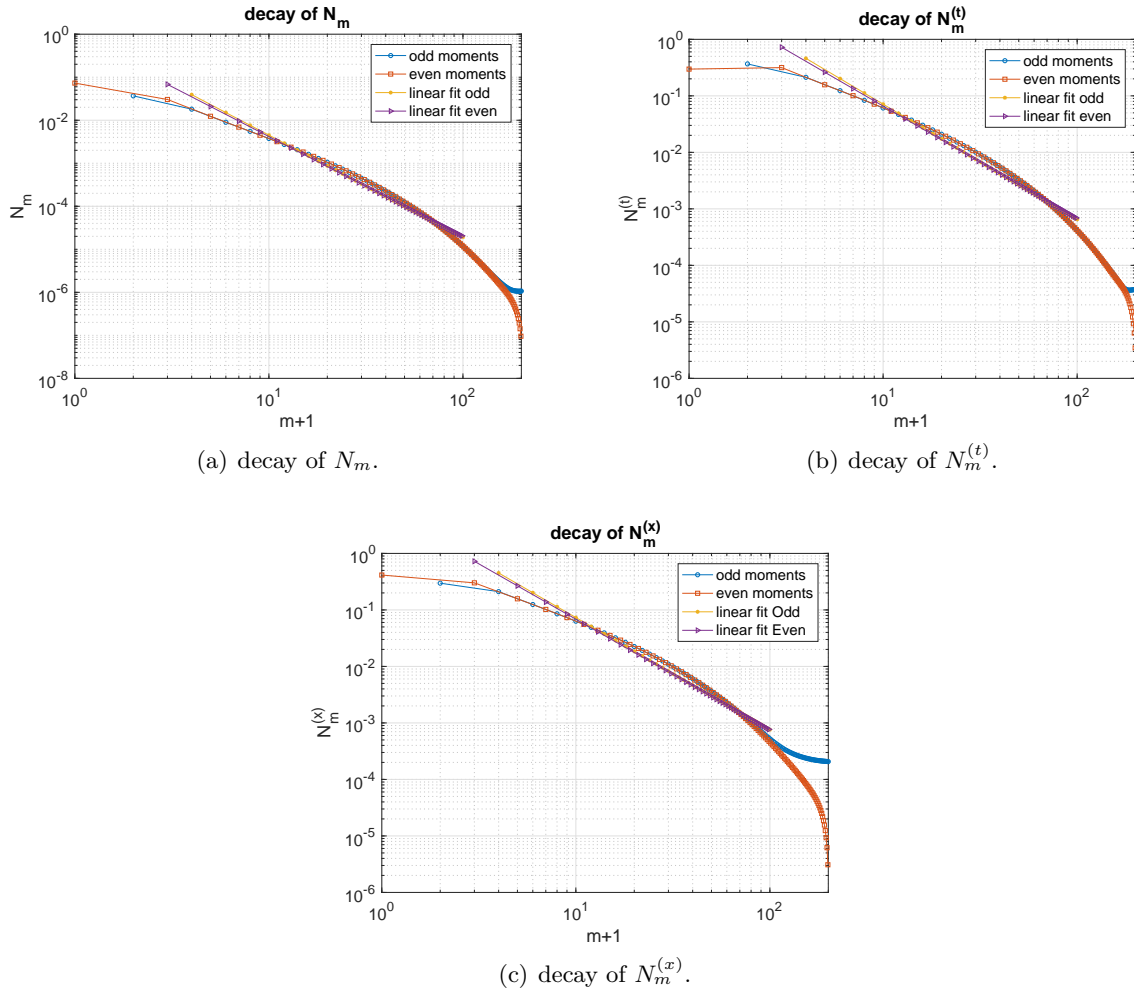 decay of N_m
10^0
10^-2
10^-4
10^-6
10^-8
N_m
odd moments
even moments
linear fit odd
linear fit even
10^0
10^1
10^2
m+1
(a) decay of N_m.
decay of N_m^(t)
10^0
10^-1
10^-2
10^-3
10^-4
10^-5
10^-6
N_m^(t)
odd moments
even moments
linear fit odd
linear fit even
10^0
10^1
10^2
m+1
(b) decay of N_m^(t).
decay of N_m^(x)
10^0
10^-1
10^-2
10^-3
10^-4
10^-5
10^-6
N_m^(x)
odd moments
even moments
linear fit Odd
linear fit Even
10^0
10^1
10^2
m+1
(c) decay of N_m^(x).